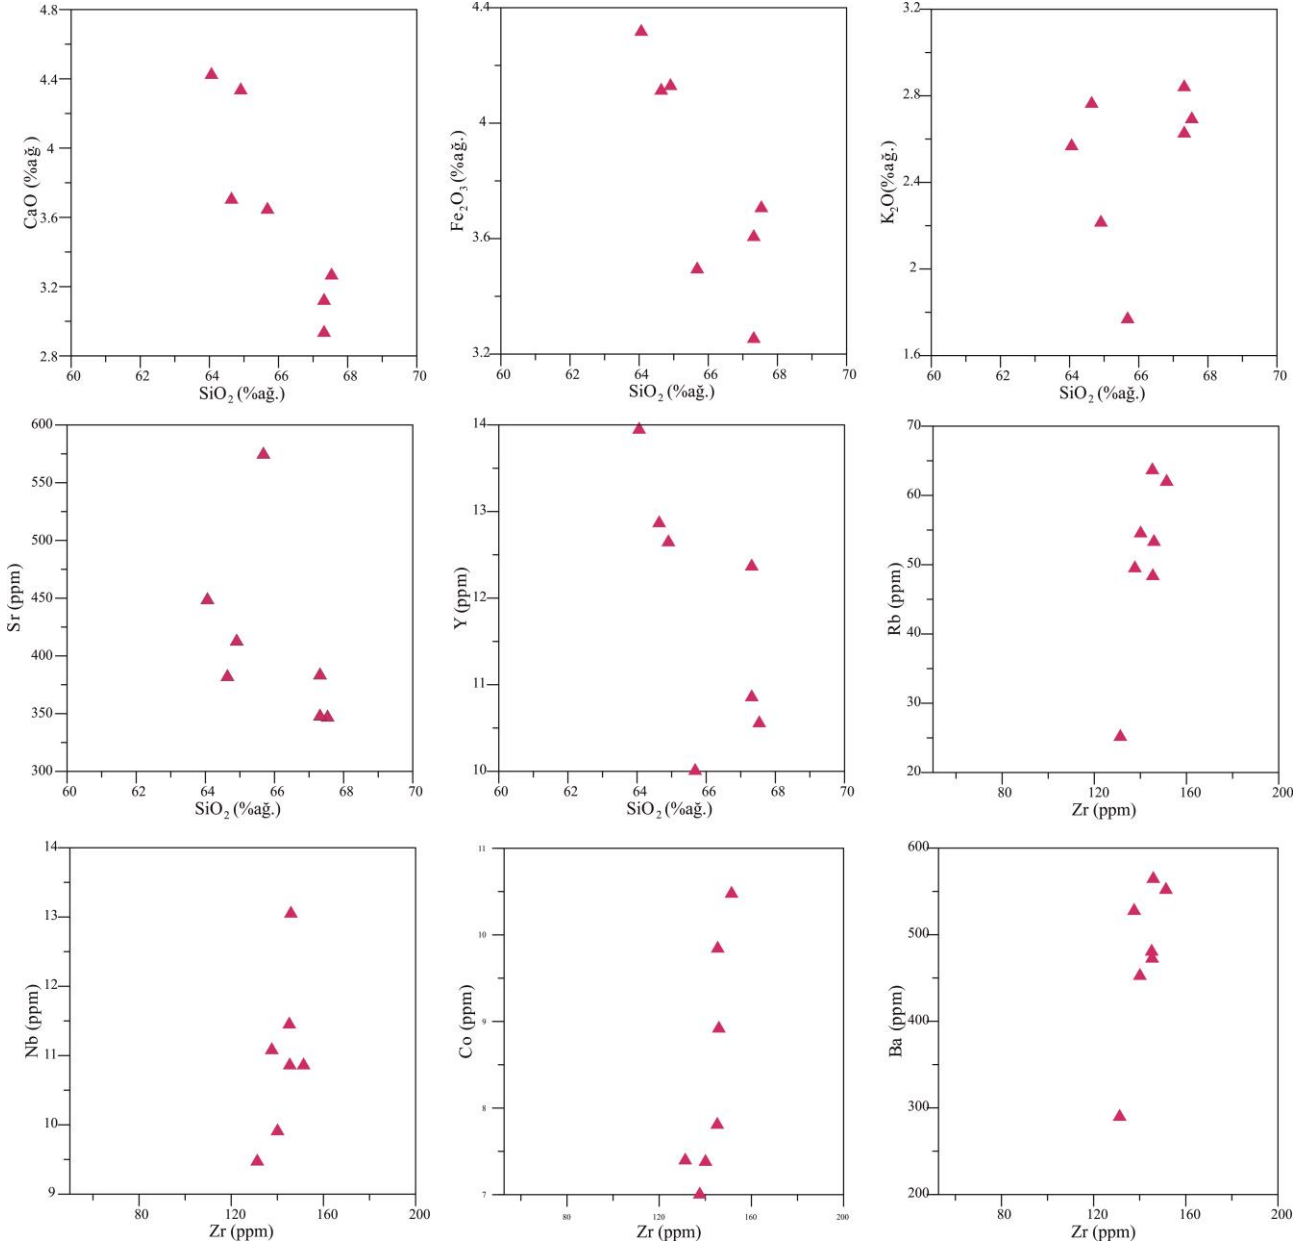 4.8
4.4
4
3.6
3.2
2.8
CaO (%ağ.)
60 62 64 66 68 70
SiO₂ (%ağ.)
4.4
4
3.6
3.2
Fe₂O₃ (%ağ.)
60 62 64 66 68 70
SiO₂ (%ağ.)
3.2
2.8
2.4
2
1.6
K₂O(%ağ.)
60 62 64 66 68 70
SiO₂ (%ağ.)
600
550
500
450
400
350
300
Sr (ppm)
60 62 64 66 68 70
SiO₂ (%ağ.)
14
13
12
11
10
Y (ppm)
60 62 64 66 68 70
SiO₂ (%ağ.)
70
60
50
40
30
20
Rb (ppm)
80 120 160 200
Zr (ppm)
14
13
12
11
10
9
Nb (ppm)
80 120 160 200
Zr (ppm)
11
10
9
8
7
Co (ppm)
80 120 160 200
Zr (ppm)
600
500
400
300
200
Ba (ppm)
80 120 160 200
Zr (ppm)